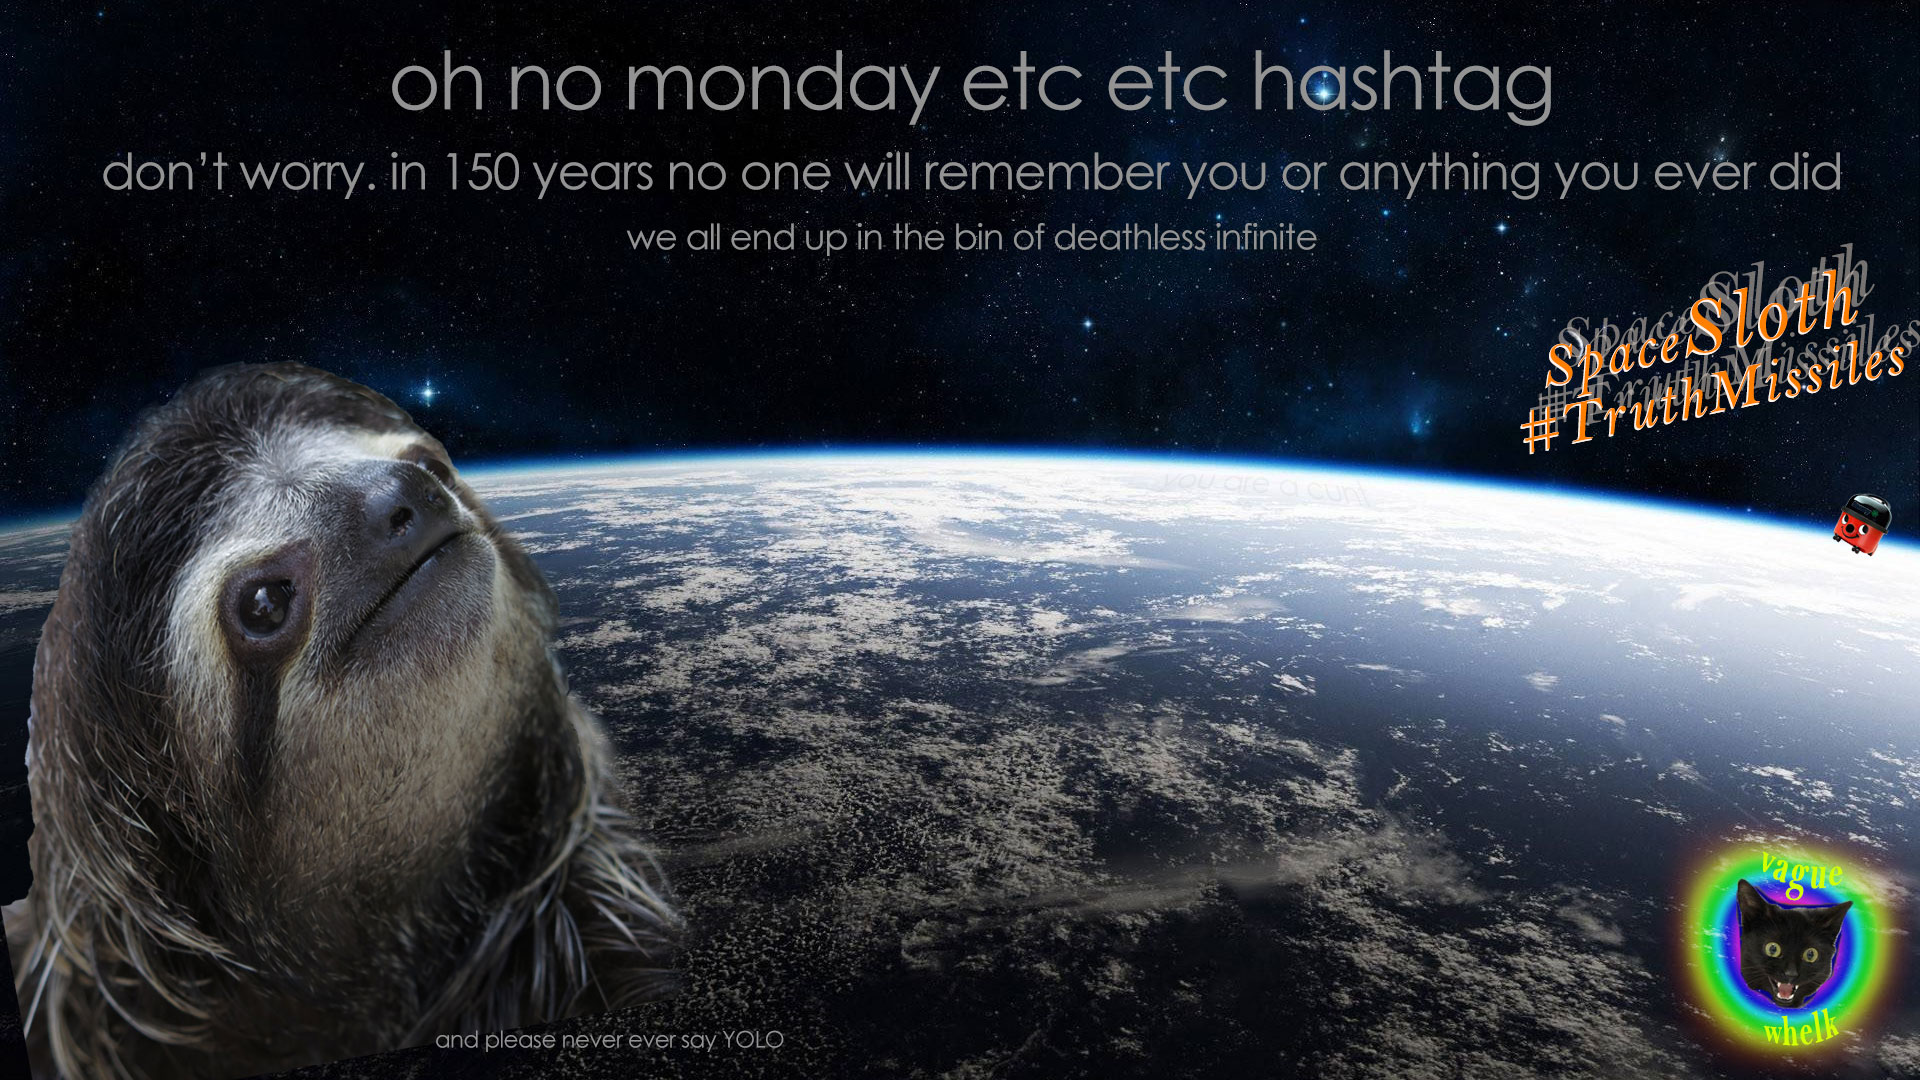 oh no monday etc etc hashtag
don't worry. in 150 years no one will remember you or anything you ever did
we all end up in the bin of deathless infinite
SpaceSloth
#TruthMissiles
you are a cunt
vague
whelk
and please never ever say YOLO